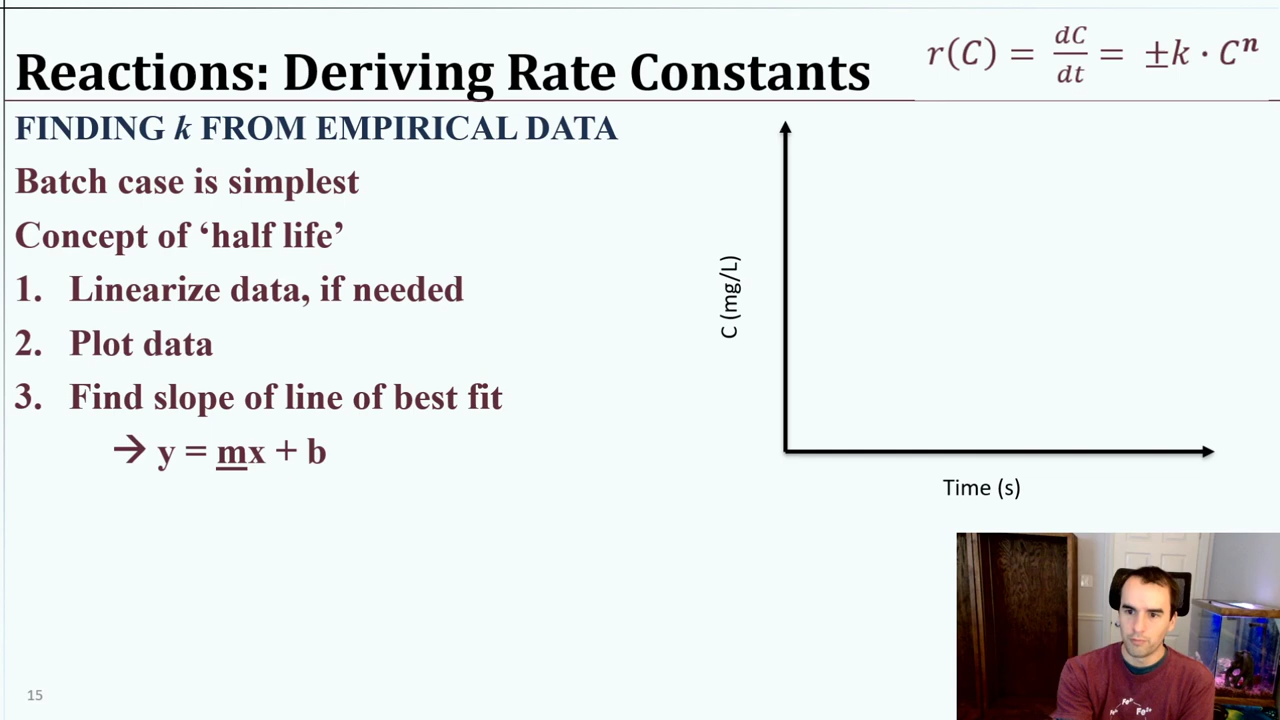 Reactions: Deriving Rate Constants
r(C) = dC/dt = ±k · Cⁿ
FINDING k FROM EMPIRICAL DATA
Batch case is simplest
Concept of ‘half life’
1. Linearize data, if needed
2. Plot data
3. Find slope of line of best fit
→ y = mx + b
C (mg/L)
Time (s)
15